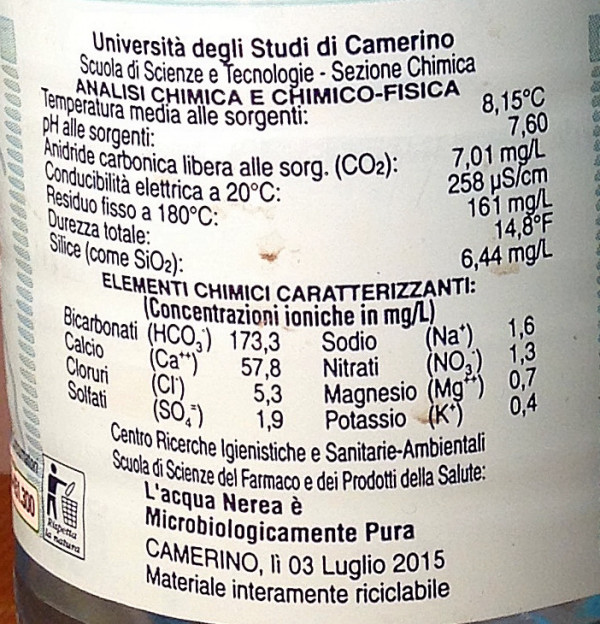 Università degli Studi di Camerino
Scuola di Scienze e Tecnologie - Sezione Chimica
ANALISI CHIMICA E CHIMICO-FISICA
Temperatura media alle sorgenti: 8,15°C
pH alle sorgenti: 7,60
Anidride carbonica libera alle sorg. (CO2): 7,01 mg/L
Conducibilità elettrica a 20°C: 258 µS/cm
Residuo fisso a 180°C: 161 mg/L
Durezza totale: 14,8°F
Silice (come SiO2): 6,44 mg/L
ELEMENTI CHIMICI CARATTERIZZANTI:
(Concentrazioni ioniche in mg/L)
Bicarbonati (HCO3-) 173,3 Sodio (Na+) 1,6
Calcio (Ca++) 57,8 Nitrati (NO3-) 1,3
Cloruri (Cl-) 5,3 Magnesio (Mg++) 0,7
Solfati (SO4=) 1,9 Potassio (K+) 0,4
Centro Ricerche Igienistiche e Sanitarie-Ambientali
Scuola di Scienze del Farmaco e dei Prodotti della Salute:
L'acqua Nerea è
Microbiologicamente Pura
CAMERINO, lì 03 Luglio 2015
Materiale interamente riciclabile
Rispetta
la natura